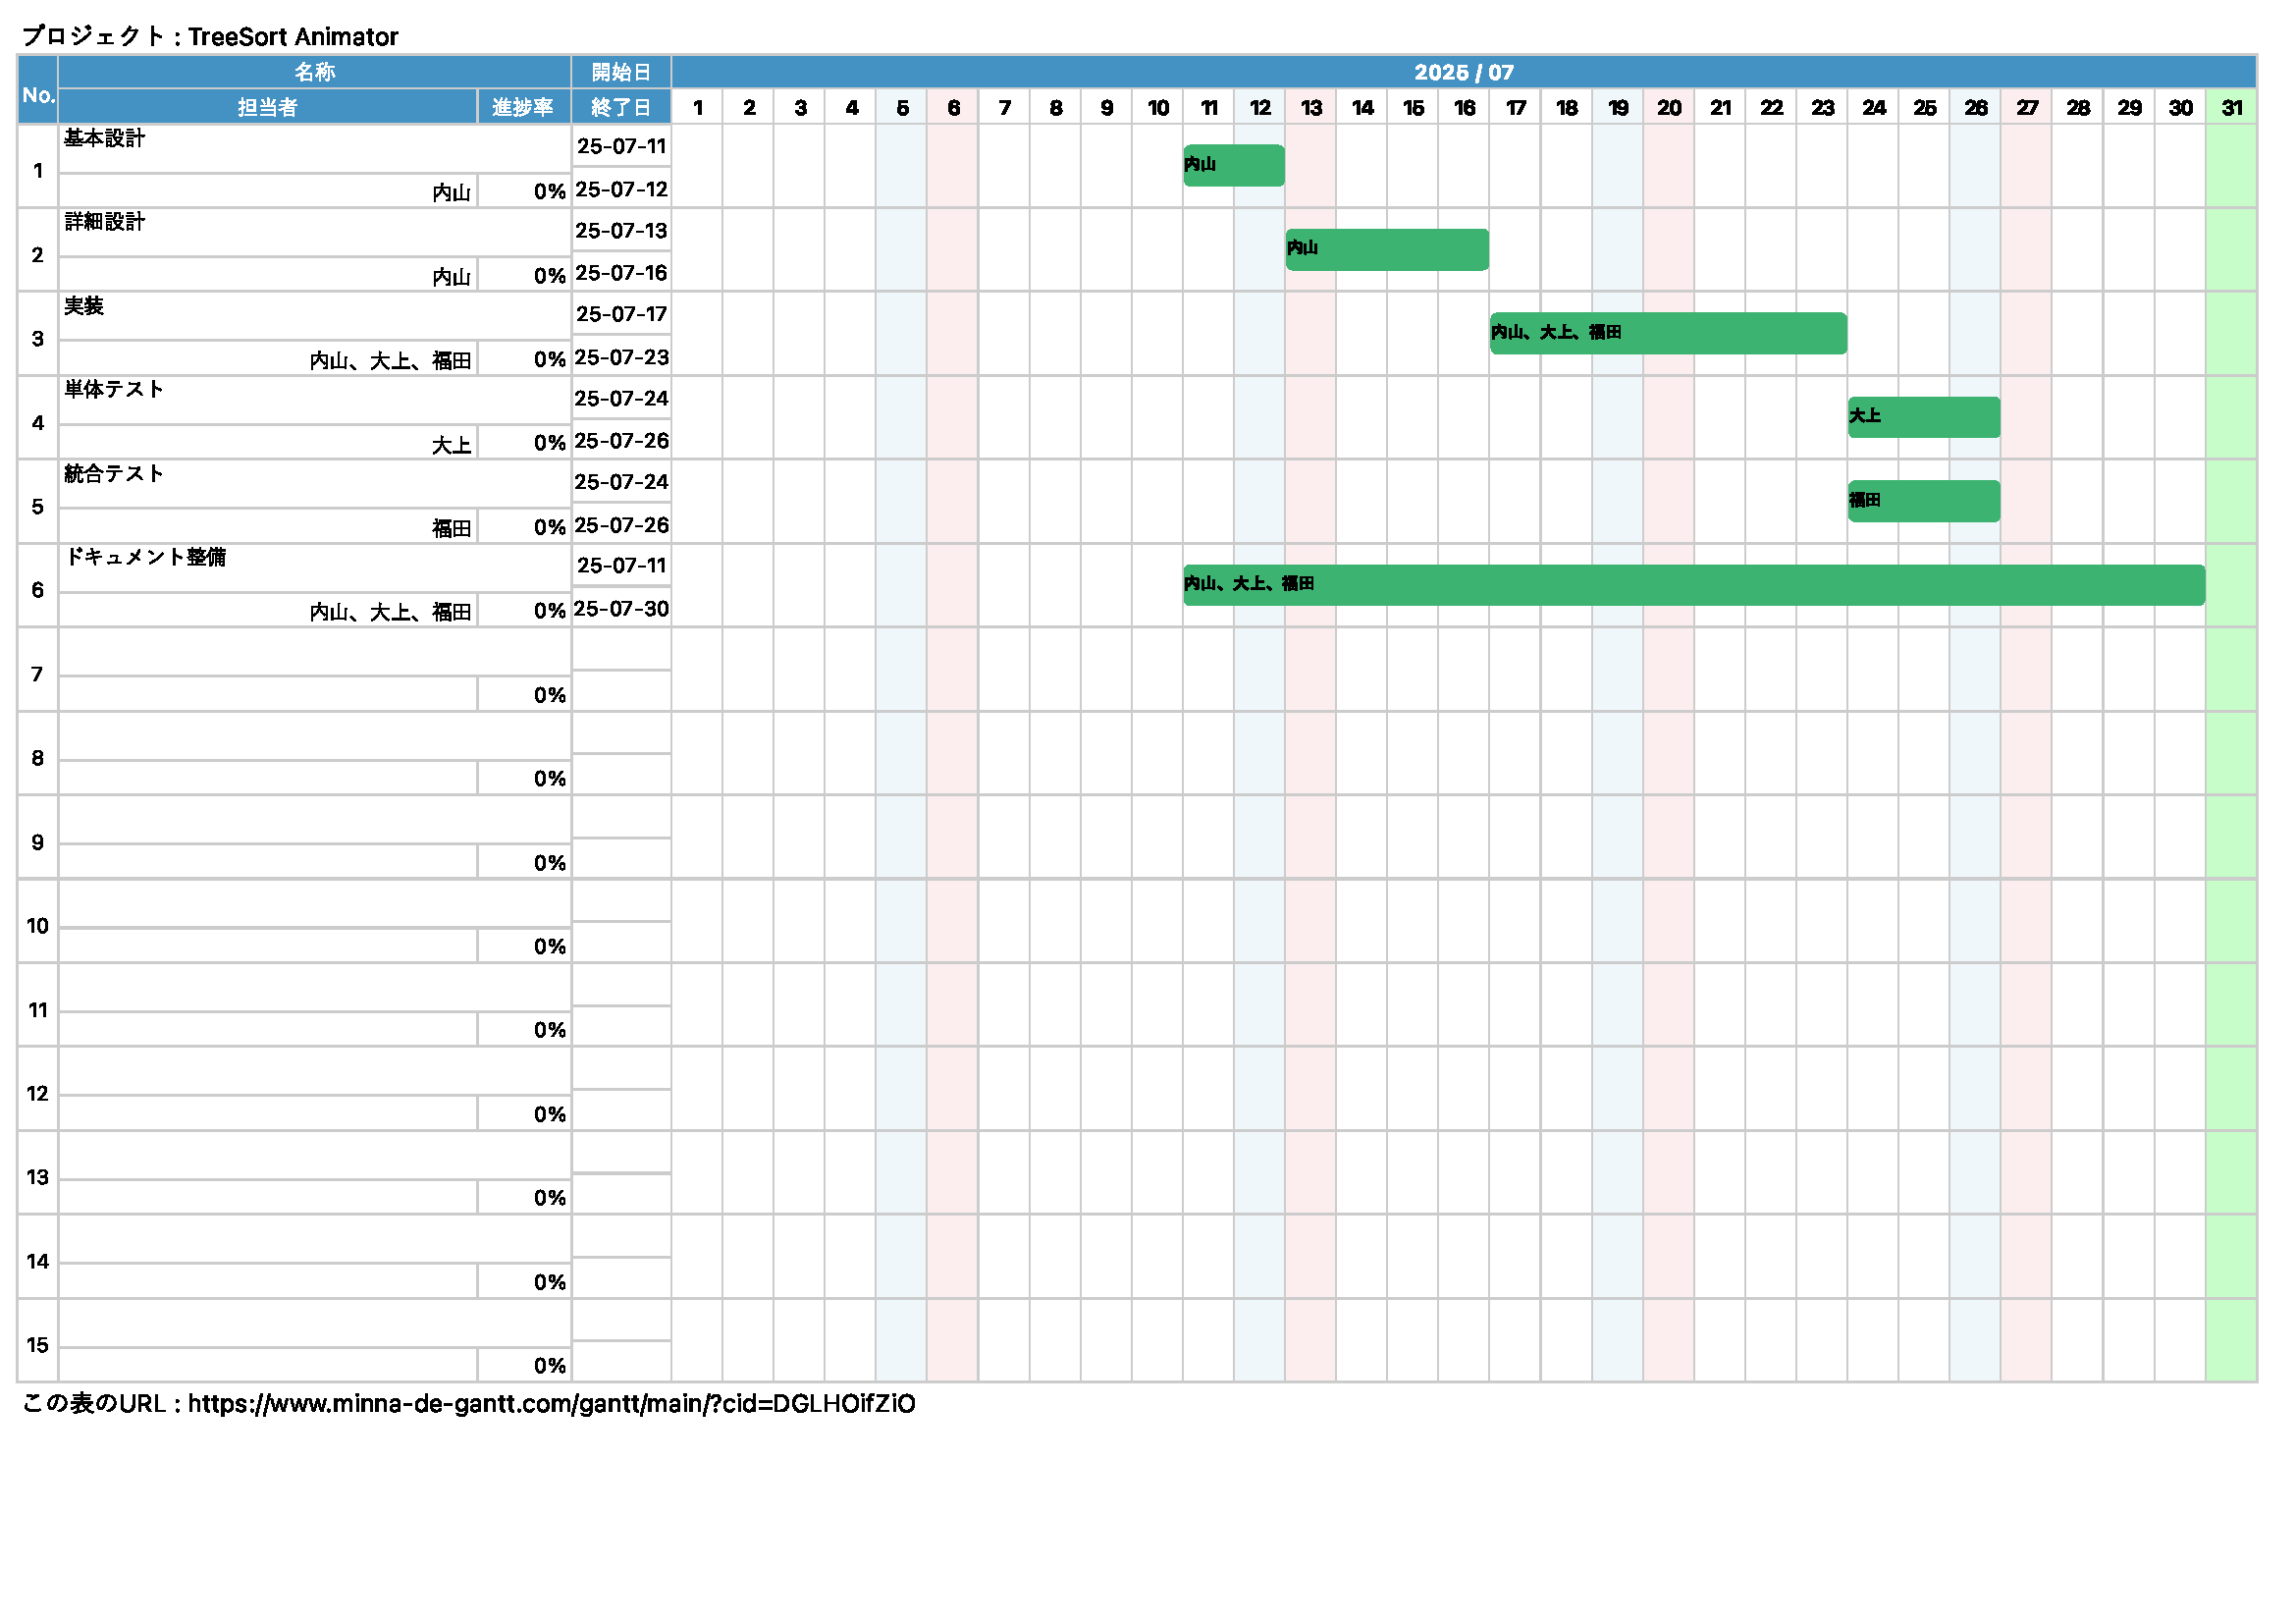 プロジェクト : TreeSort Animator
No. 名称 開始日 2025 / 07
担当者 進捗率 終了日 1 2 3 4 5 6 7 8 9 10 11 12 13 14 15 16 17 18 19 20 21 22 23 24 25 26 27 28 29 30 31
1 基本設計 25-07-11 内山
内山 0% 25-07-12
2 詳細設計 25-07-13 内山
内山 0% 25-07-16
3 実装 25-07-17 内山、大上、福田
内山、大上、福田 0% 25-07-23
4 単体テスト 25-07-24 大上
大上 0% 25-07-26
5 統合テスト 25-07-24 福田
福田 0% 25-07-26
6 ドキュメント整備 25-07-11 内山、大上、福田
内山、大上、福田 0% 25-07-30
7
0%
8
0%
9
0%
10
0%
11
0%
12
0%
13
0%
14
0%
15
0%
この表のURL : https://www.minna-de-gantt.com/gantt/main/?cid=DGLHOifZiO